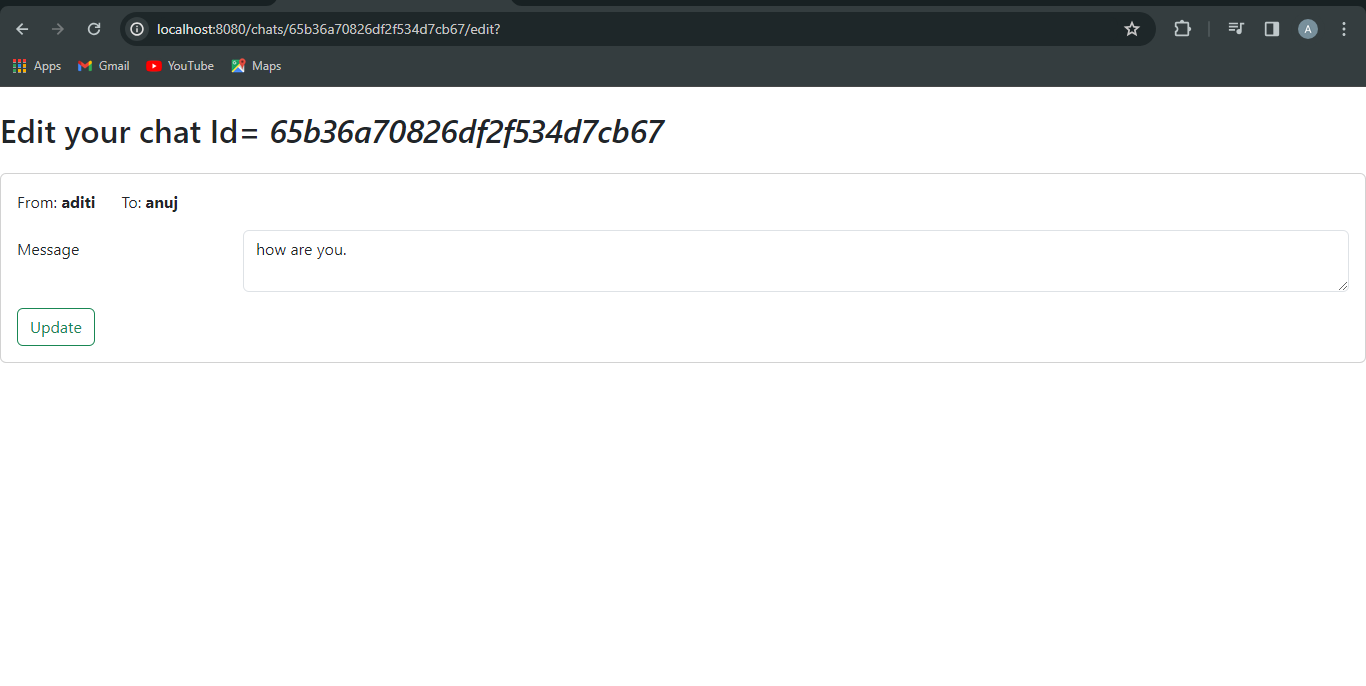 localhost:8080/chats/65b36a70826df2f534d7cb67/edit?
A
Apps Gmail YouTube Maps
Edit your chat Id= 65b36a70826df2f534d7cb67
From: aditi To: anuj
Message how are you.
Update